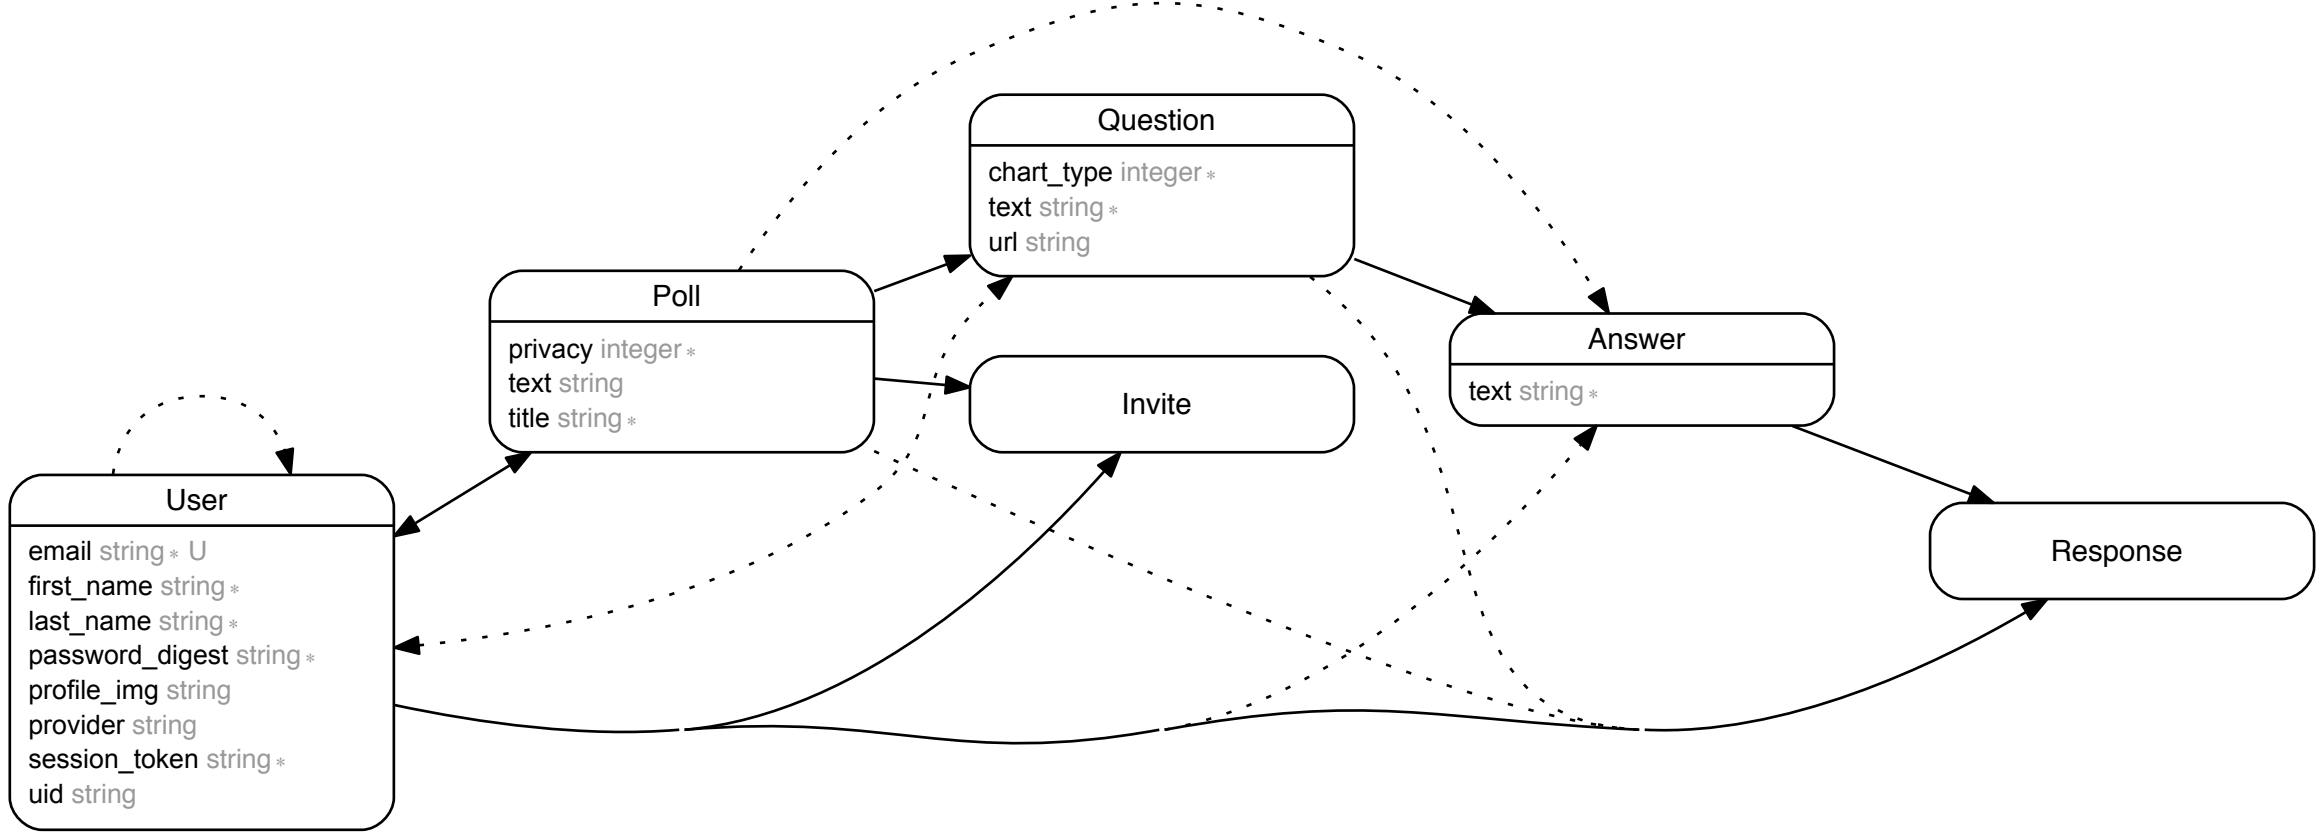 Question
chart_type integer *
text string *
url string
Poll
privacy integer *
text string
title string *
Answer
text string *
Invite
User
email string * U
first_name string *
last_name string *
password_digest string *
profile_img string
provider string
session_token string *
uid string
Response